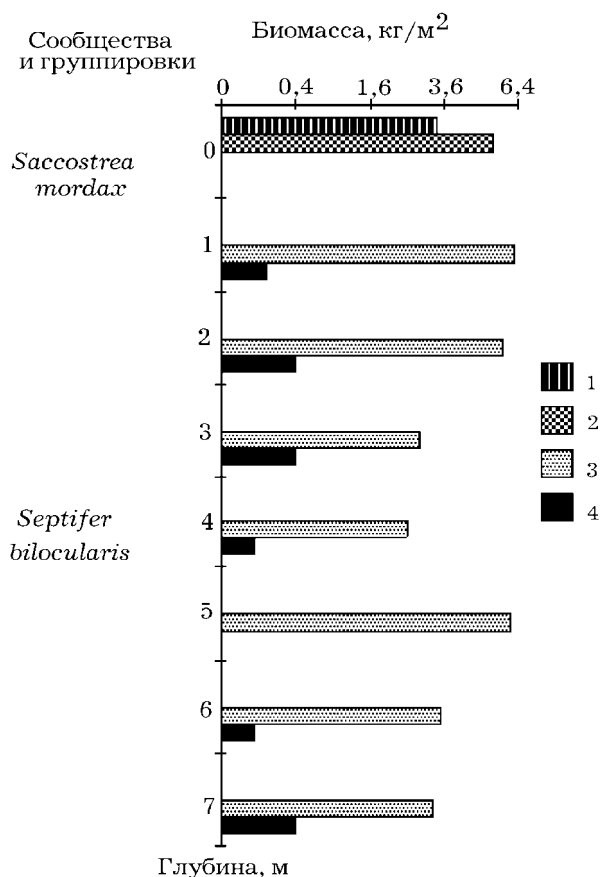 Сообщества
и группировки
Биомасса, кг/м²
0 0,4 1,6 3,6 6,4
Saccostrea
mordax
0
1
2
3
Septifer
bilocularis
4
5
6
7
Глубина, м
1
2
3
4